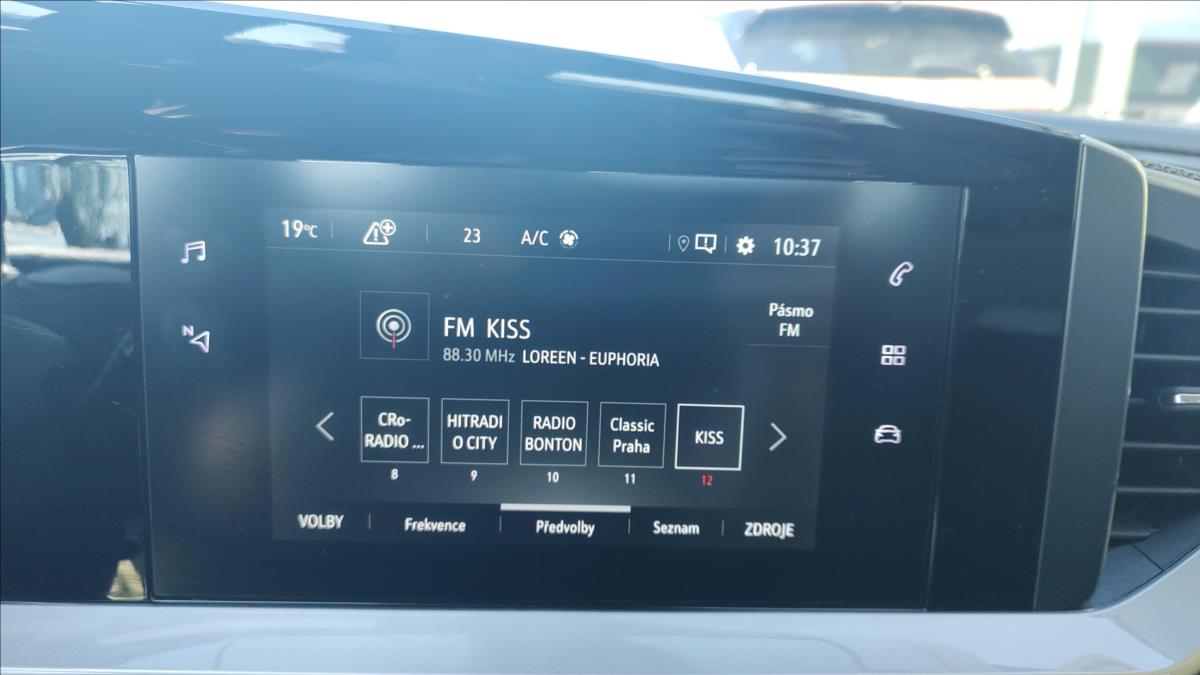 19°C 23 A/C 10:37
N
FM KISS
88.30 MHz LOREEN - EUPHORIA
Pásmo
FM
CRo-
RADIO ...
8
HITRADI
O CITY
9
RADIO
BONTON
10
Classic
Praha
11
KISS
12
VOLBY Frekvence Předvolby Seznam ZDROJE